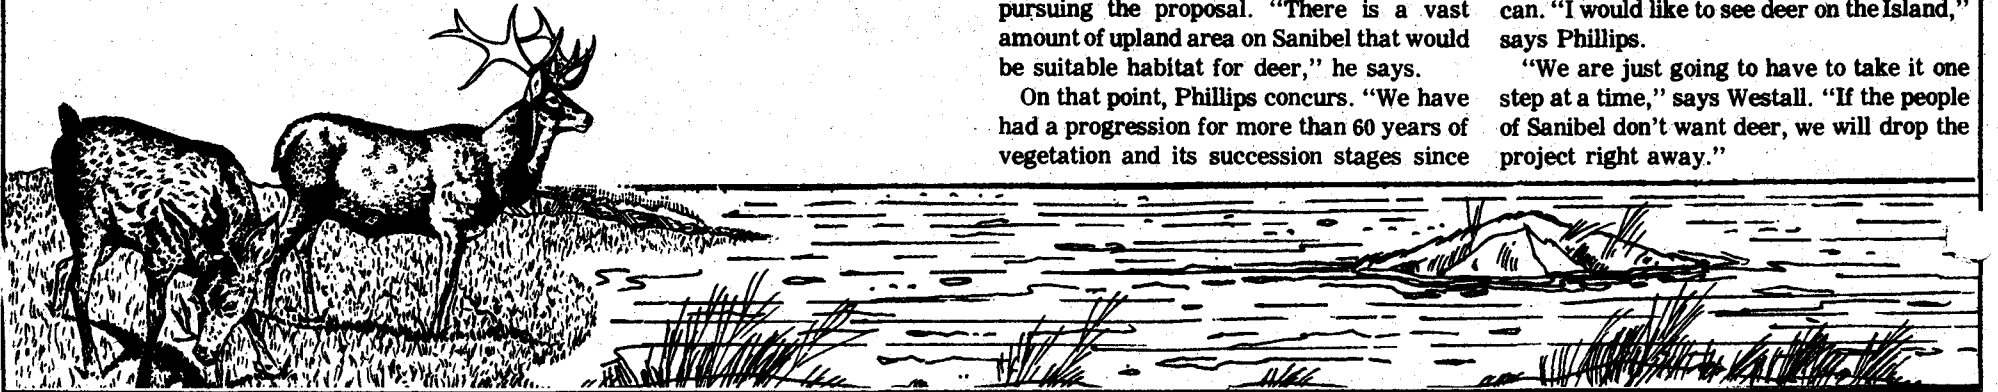 pursuing the proposal. “There is a vast
amount of upland area on Sanibel that would
be suitable habitat for deer,” he says.
On that point, Phillips concurs. “We have
had a progression for more than 60 years of
vegetation and its succession stages since
can. “I would like to see deer on the Island,”
says Phillips.
“We are just going to have to take it one
step at a time,” says Westall. “If the people
of Sanibel don’t want deer, we will drop the
project right away.”